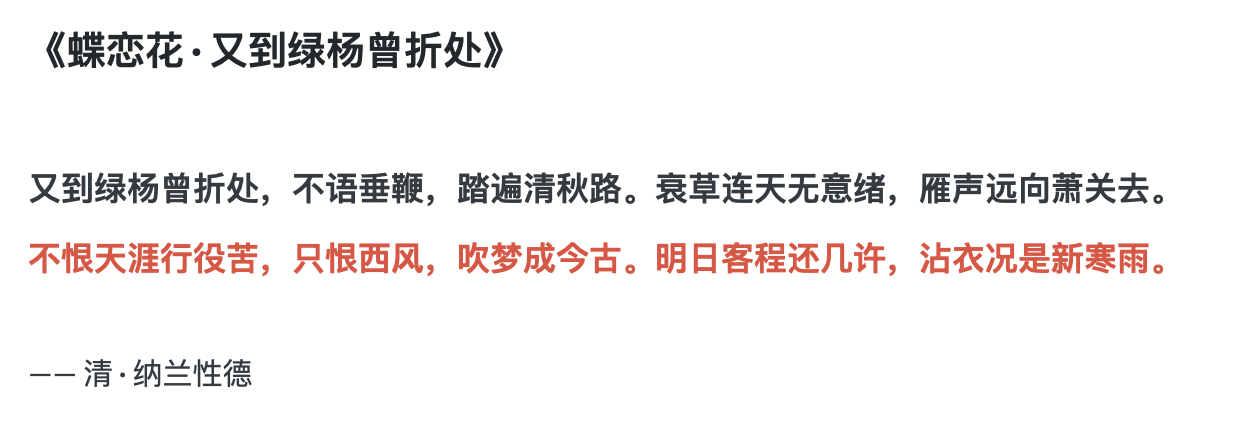 《蝶恋花·又到绿杨曾折处》
又到绿杨曾折处，不语垂鞭，踏遍清秋路。衰草连天无意绪，雁声远向萧关去。
不恨天涯行役苦，只恨西风，吹梦成今古。明日客程还几许，沾衣况是新寒雨。
—— 清·纳兰性德